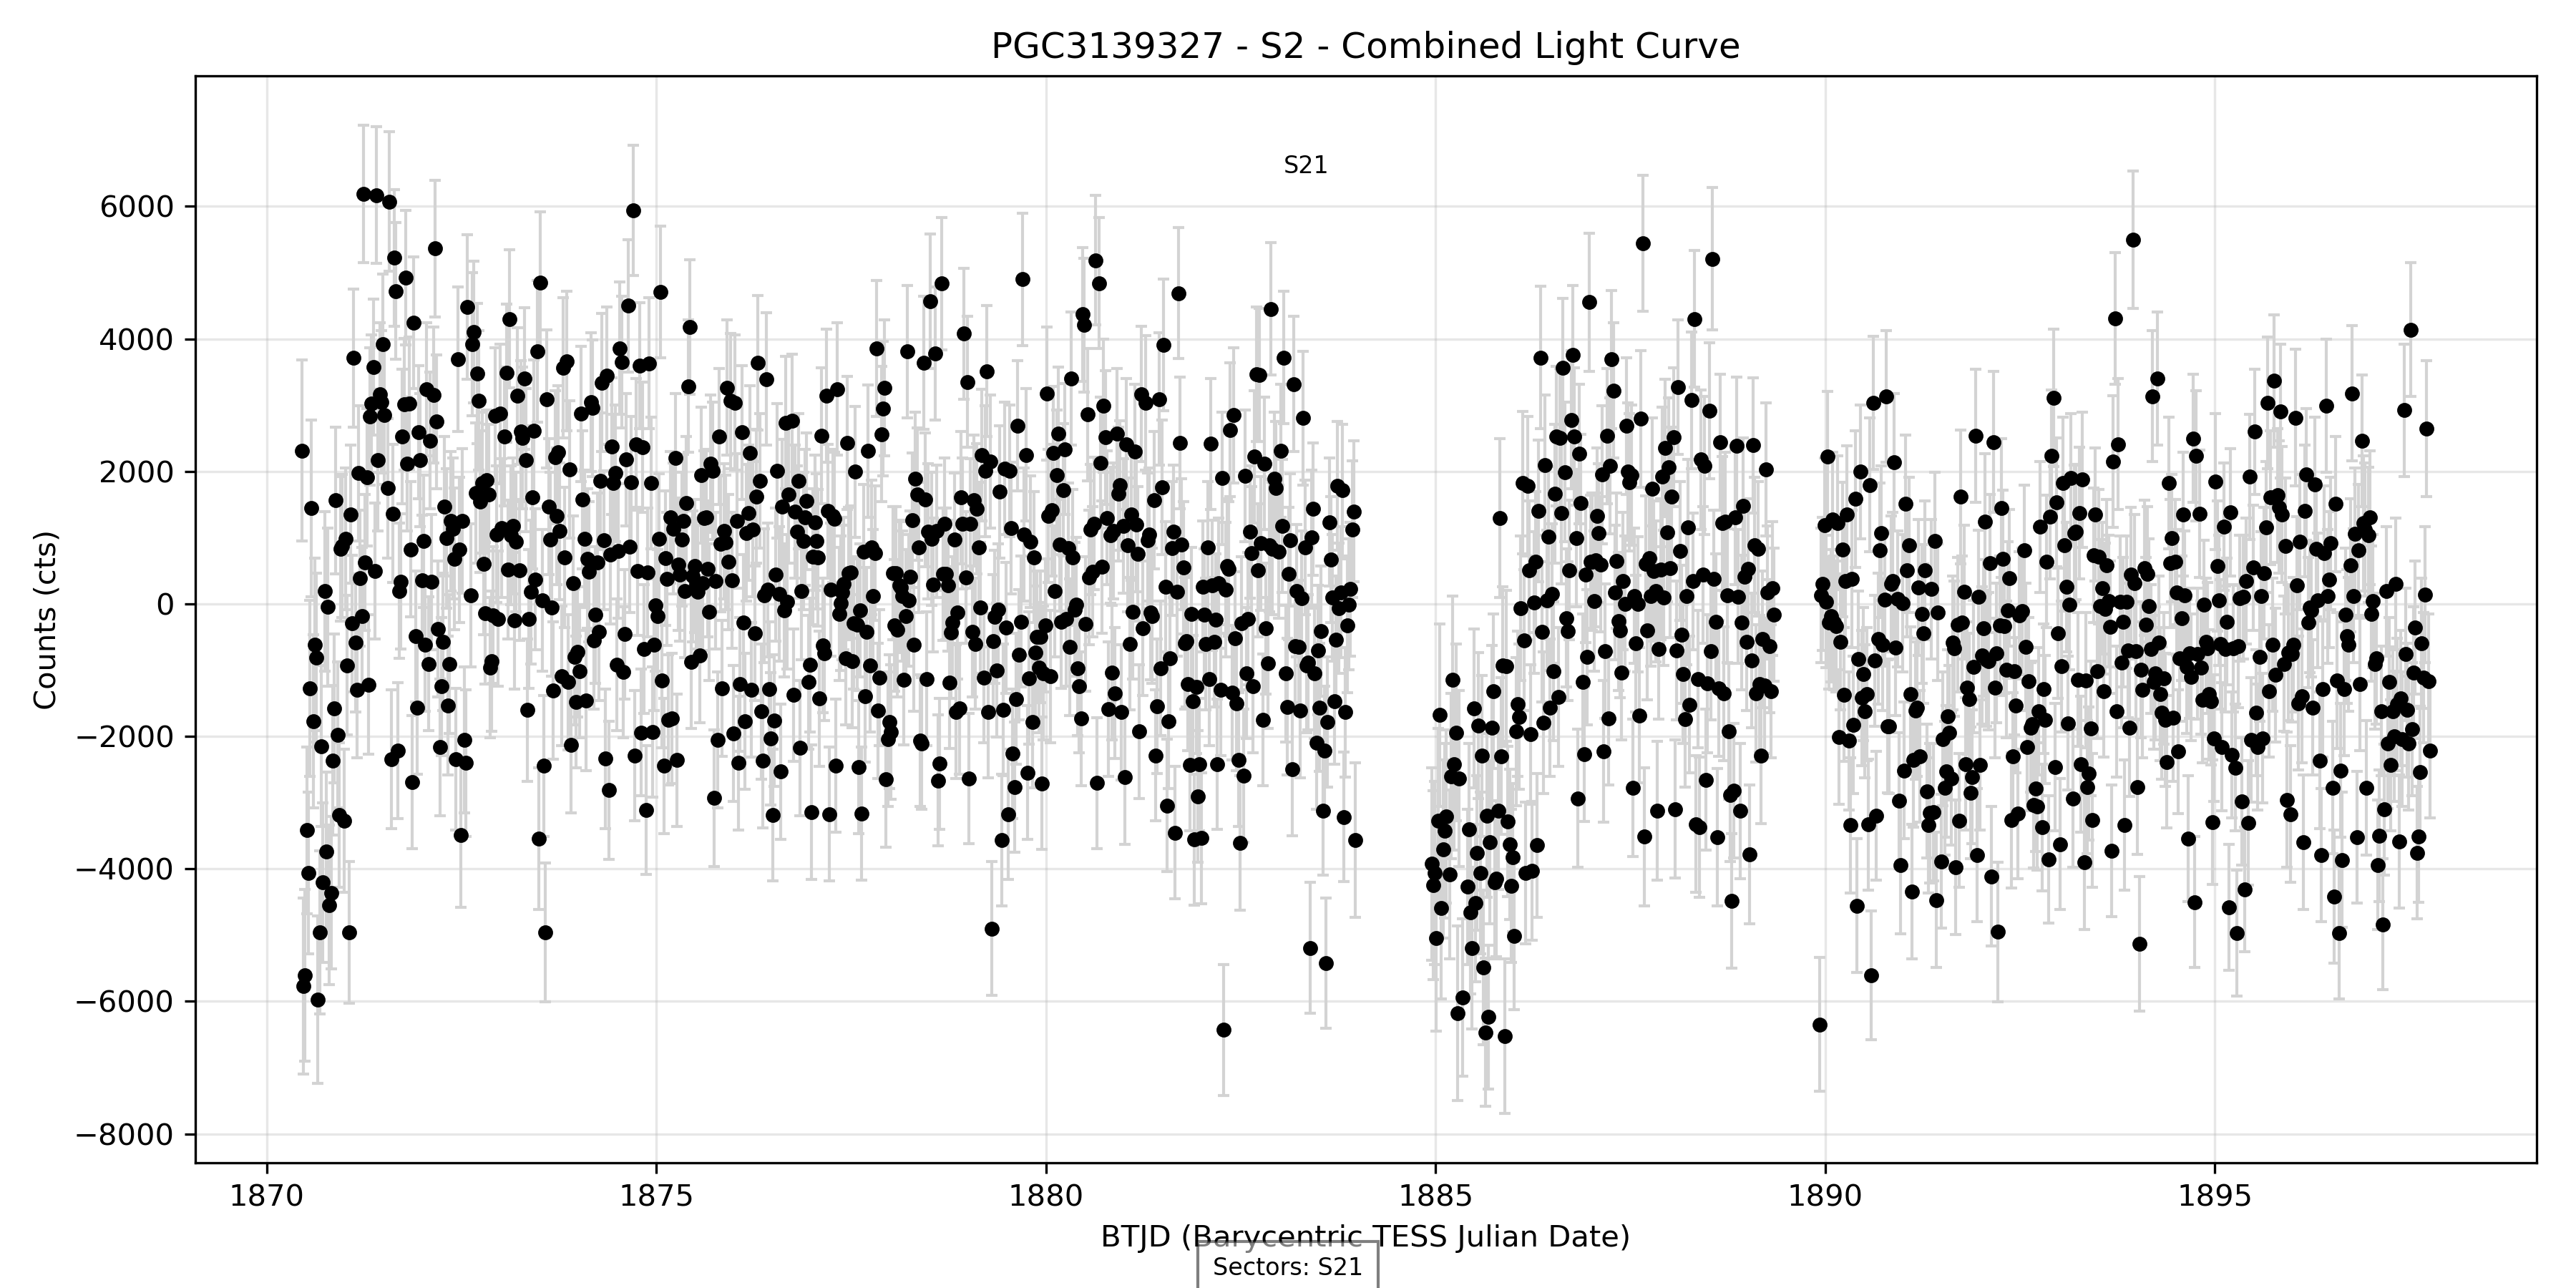 PGC3139327 - S2 - Combined Light Curve
S21
6000
4000
2000
0
−2000
−4000
−6000
−8000
Counts (cts)
1870 1875 1880 1885 1890 1895
BTJD (Barycentric TESS Julian Date)
Sectors: S21